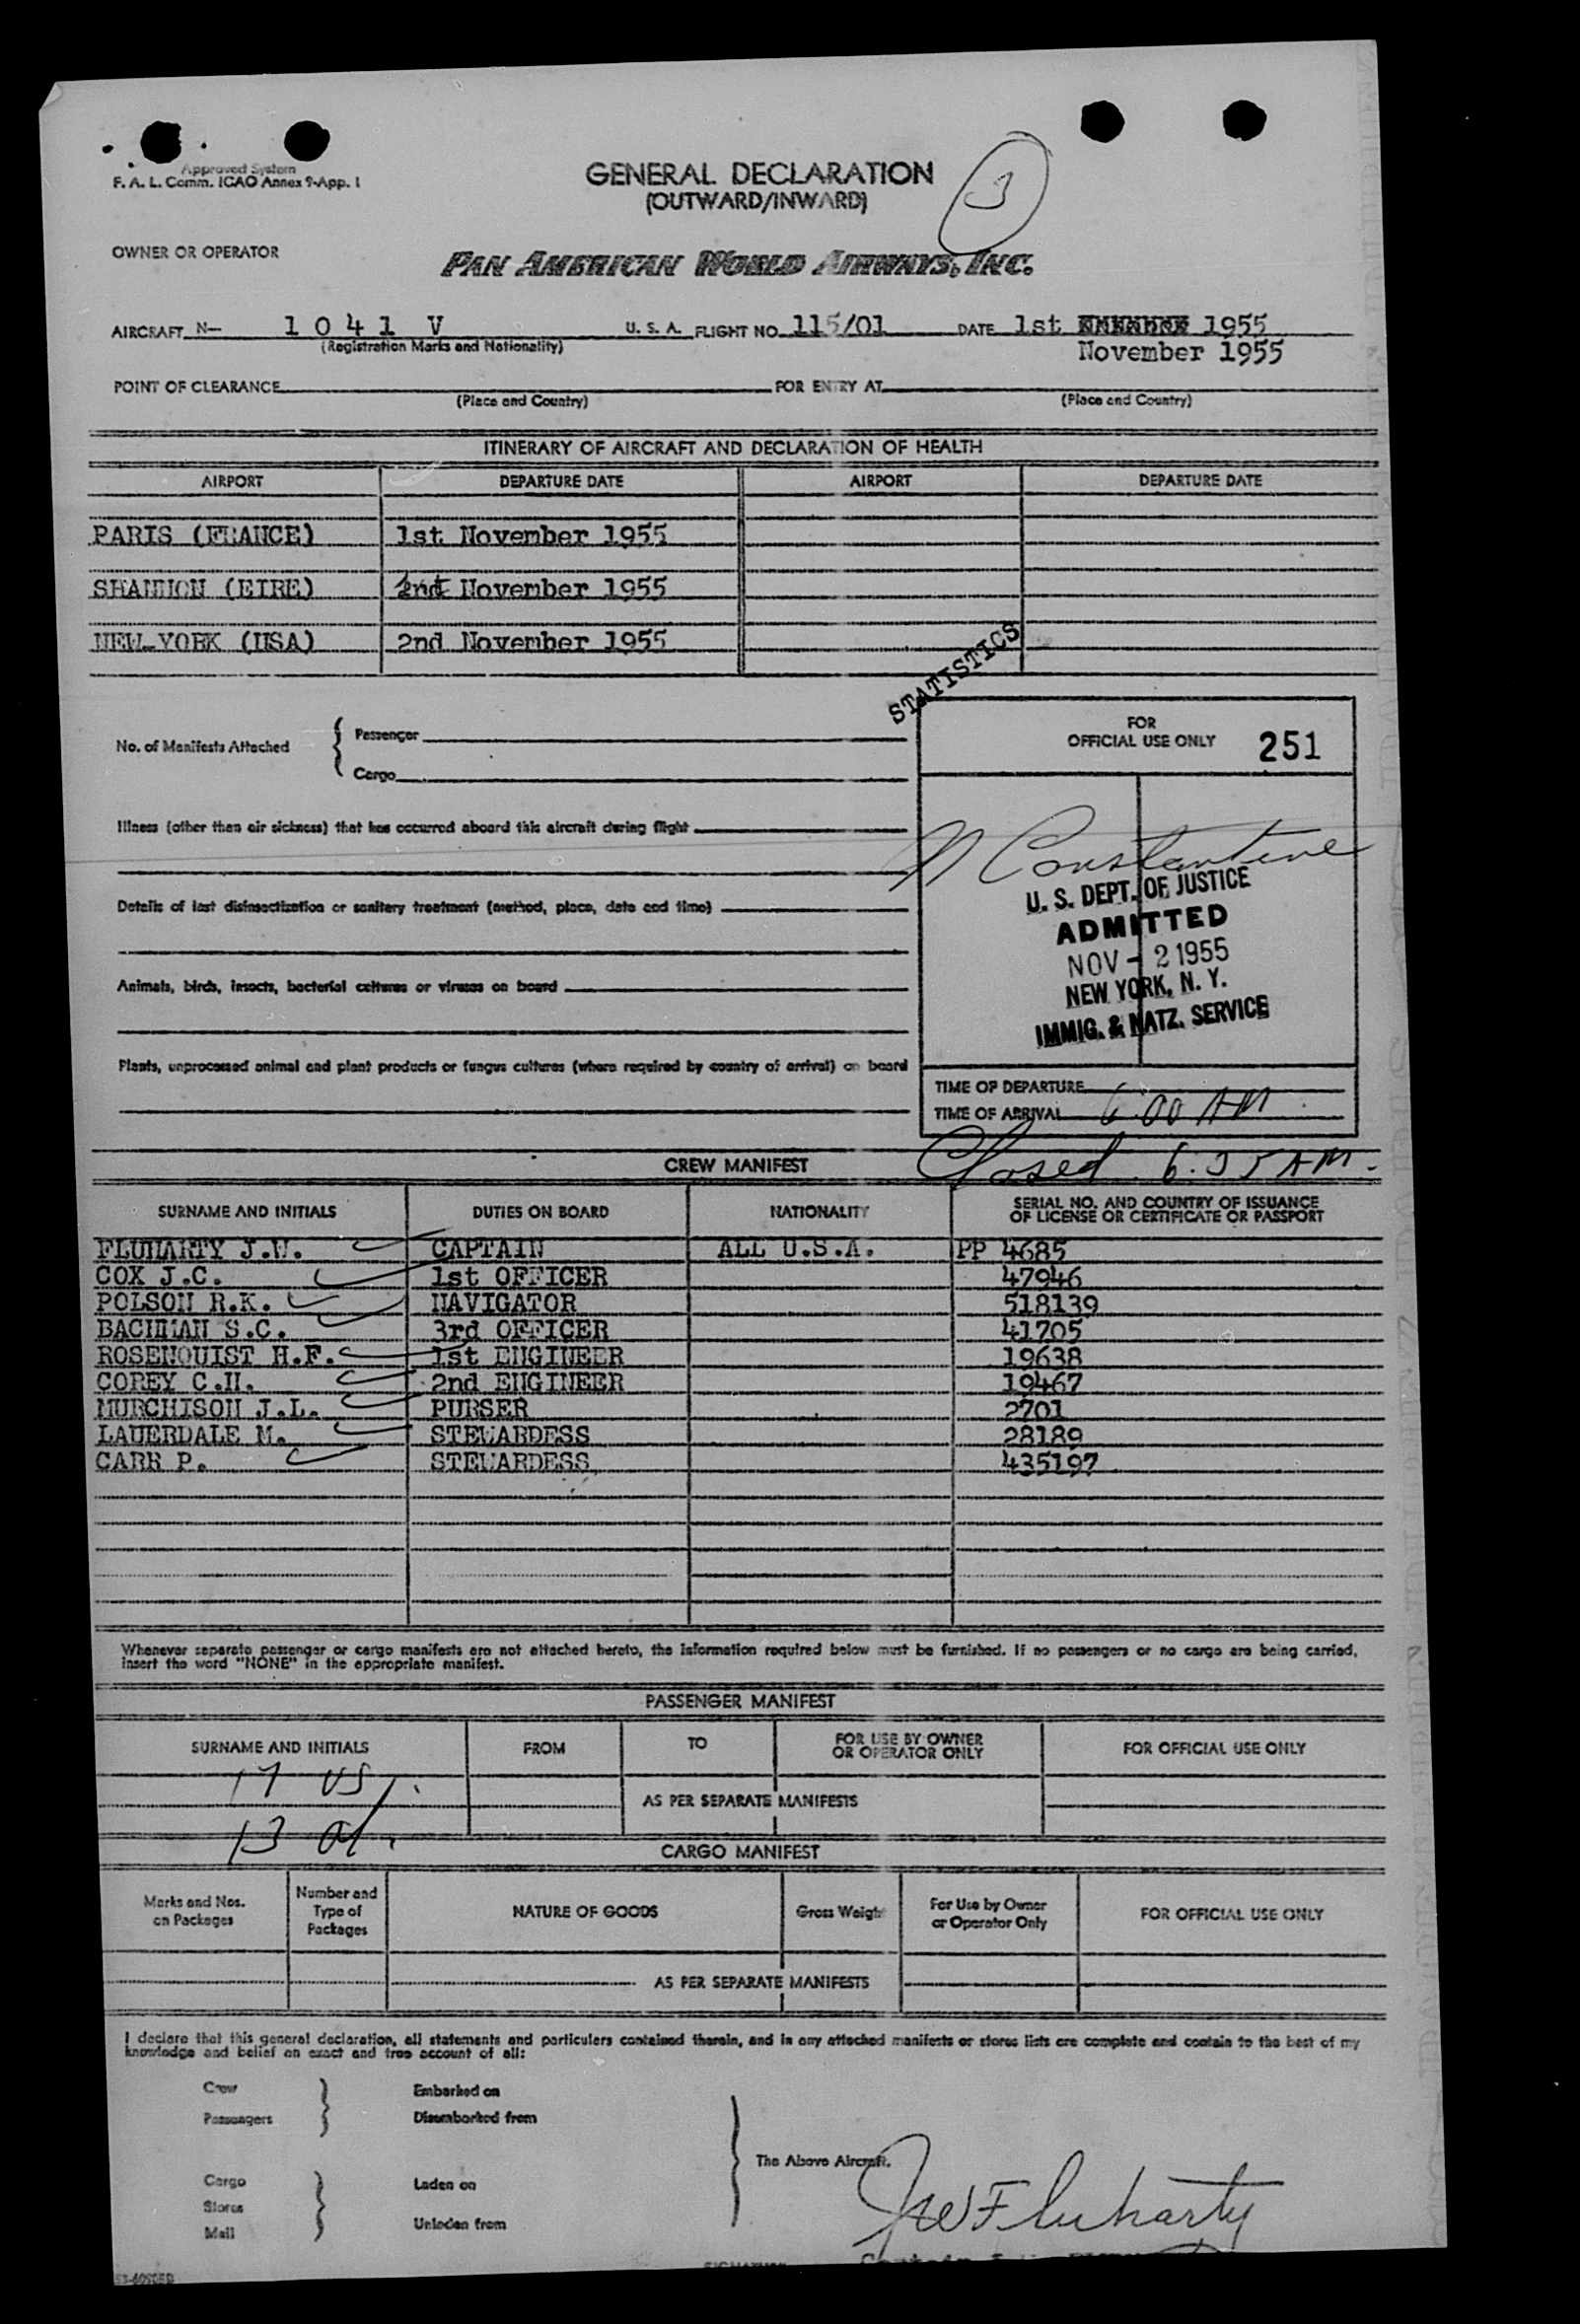 Approved System
F. A. L. Comm. ICAO Annex 9-App. 1
GENERAL DECLARATION
(OUTWARD/INWARD)
3
OWNER OR OPERATOR
PAN AMERICAN WORLD AIRWAYS, INC.
AIRCRAFT N- 1 0 4 1 V U. S. A. FLIGHT NO. 115/01 DATE 1st 1955
(Registration Marks and Nationality)
November 1955
POINT OF CLEARANCE FOR ENTRY AT
(Place and Country) (Place and Country)
ITINERARY OF AIRCRAFT AND DECLARATION OF HEALTH
AIRPORT DEPARTURE DATE AIRPORT DEPARTURE DATE
PARIS (FRANCE) 1st November 1955
SHANNON (EIRE) 2nd November 1955
NEW-YORK (USA) 2nd November 1955
STATISTICS
No. of Manifests Attached { Passenger
Cargo
FOR
OFFICIAL USE ONLY 251
Illness (other than air sickness) that has occurred aboard this aircraft during flight
N Constantine
U. S. DEPT. OF JUSTICE
ADMITTED
NOV - 2 1955
NEW YORK, N. Y.
IMMIG. & NATZ. SERVICE
Details of last disinsectization or sanitary treatment (method, place, date and time)
Animals, birds, insects, bacterial cultures or viruses on board
Plants, unprocessed animal and plant products or fungus cultures (where required by country of arrival) on board
TIME OF DEPARTURE
TIME OF ARRIVAL 6:00 AM
Closed 6:35 AM.
CREW MANIFEST
SURNAME AND INITIALS DUTIES ON BOARD NATIONALITY SERIAL NO. AND COUNTRY OF ISSUANCE
OF LICENSE OR CERTIFICATE OR PASSPORT
FLUHARTY J.W. CAPTAIN ALL U.S.A. PP 4685
COX J.C. 1st OFFICER 47946
POLSON R.K. NAVIGATOR 518139
BACHMAN S.C. 3rd OFFICER 41705
ROSENQUIST H.F. 1st ENGINEER 19638
COREY C.H. 2nd ENGINEER 19467
MURCHISON J.L. PURSER 2701
LAUERDALE M. STEWARDESS 28189
CARR P. STEWARDESS 435197
Whenever separate passenger or cargo manifests are not attached hereto, the information required below must be furnished. If no passengers or no cargo are being carried,
insert the word "NONE" in the appropriate manifest.
PASSENGER MANIFEST
SURNAME AND INITIALS FROM TO FOR USE BY OWNER
OR OPERATOR ONLY FOR OFFICIAL USE ONLY
17 US
AS PER SEPARATE MANIFESTS
13
CARGO MANIFEST
Marks and Nos.
on Packages
Number and
Type of
Packages
NATURE OF GOODS
Gross Weight
For Use by Owner
or Operator Only
FOR OFFICIAL USE ONLY
AS PER SEPARATE MANIFESTS
I declare that this general declaration, all statements and particulars contained therein, and in any attached manifests or stores lists are complete and contain to the best of my
knowledge and belief an exact and true account of all:
Crew Embarked on
Passengers Disembarked from
The Above Aircraft.
Cargo Laden on
Stores
Mail Unladen from
JWFluharty
SIGNATURE Captain